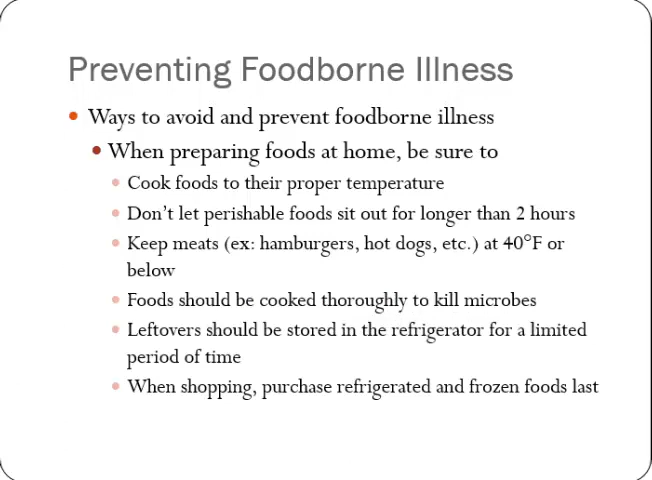 Preventing Foodborne Illness
Ways to avoid and prevent foodborne illness
When preparing foods at home, be sure to
Cook foods to their proper temperature
Don't let perishable foods sit out for longer than 2 hours
Keep meats (ex: hamburgers, hot dogs, etc.) at 40°F or
below
Foods should be cooked thoroughly to kill microbes
Leftovers should be stored in the refrigerator for a limited
period of time
When shopping, purchase refrigerated and frozen foods last